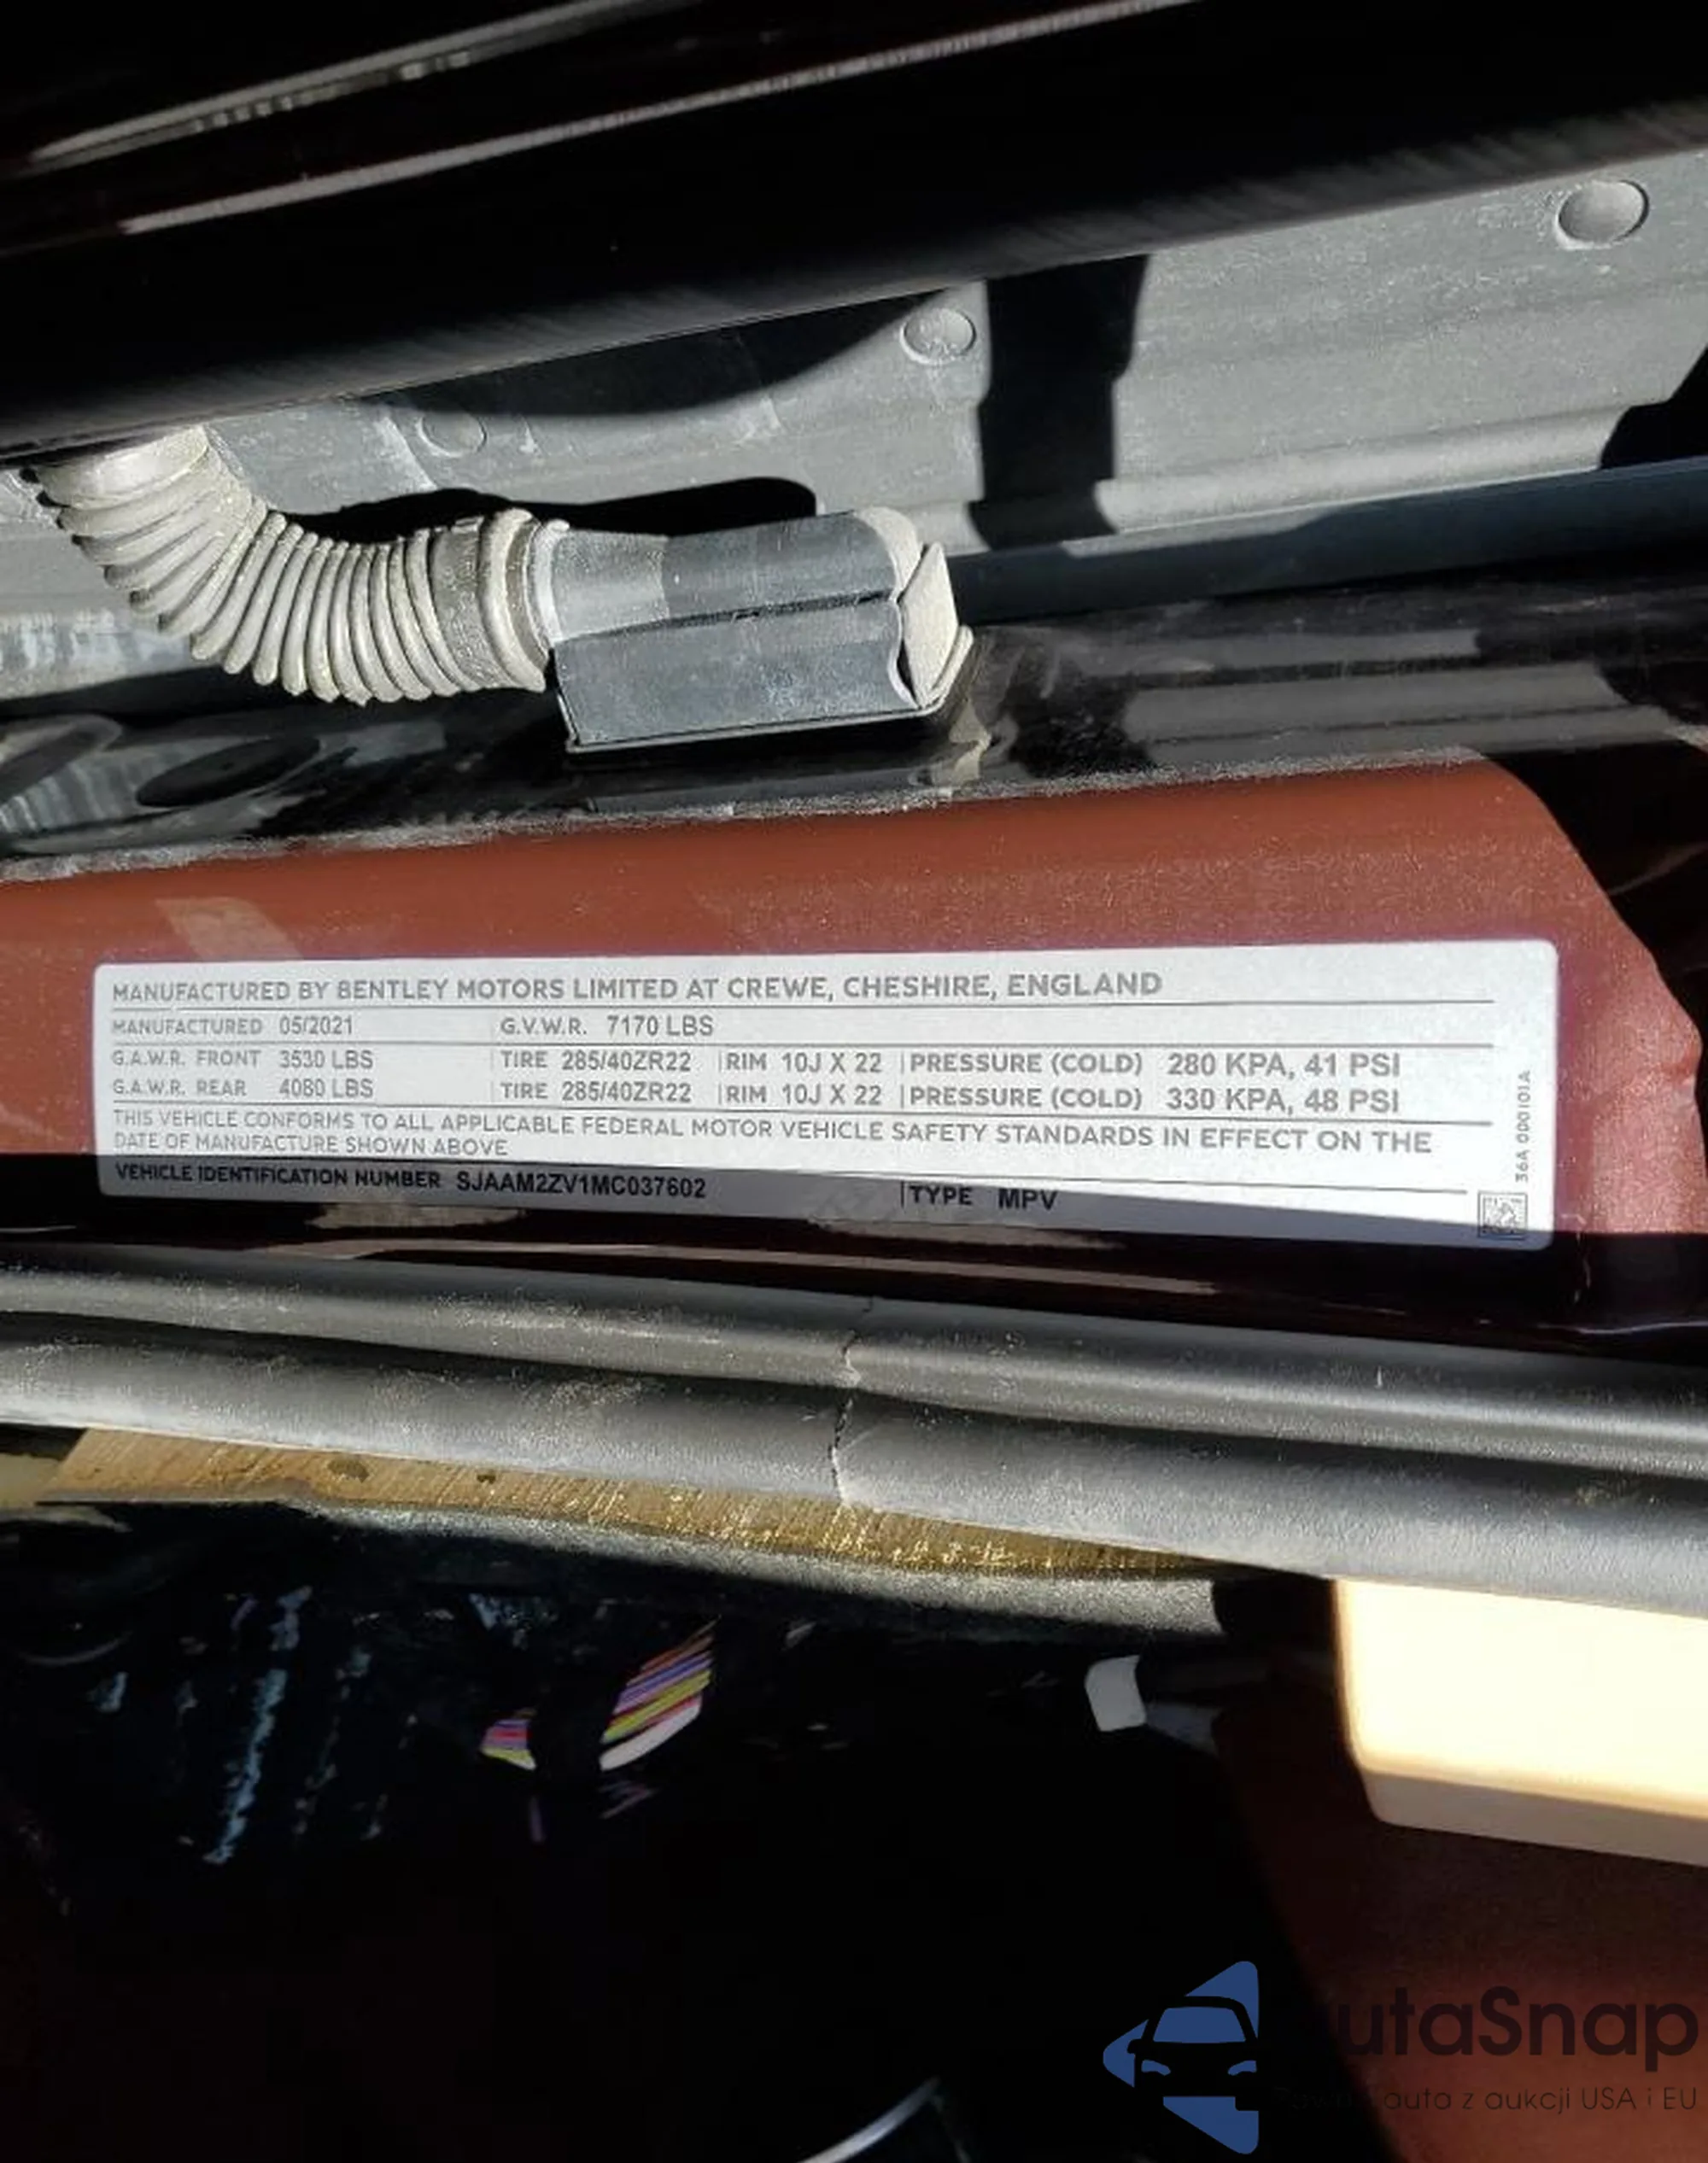 MANUFACTURED BY BENTLEY MOTORS LIMITED AT CREWE, CHESHIRE, ENGLAND
MANUFACTURED 05/2021 G.V.W.R. 7170 LBS
G.A.W.R. FRONT 3530 LBS TIRE 285/40ZR22 RIM 10J X 22 PRESSURE (COLD) 280 KPA, 41 PSI
G.A.W.R. REAR 4080 LBS TIRE 285/40ZR22 RIM 10J X 22 PRESSURE (COLD) 330 KPA, 48 PSI
THIS VEHICLE CONFORMS TO ALL APPLICABLE FEDERAL MOTOR VEHICLE SAFETY STANDARDS IN EFFECT ON THE
DATE OF MANUFACTURE SHOWN ABOVE
VEHICLE IDENTIFICATION NUMBER SJAAM2ZV1MC037602 TYPE MPV
36A 000101A
utaSnap
auto z aukcji USA i EU